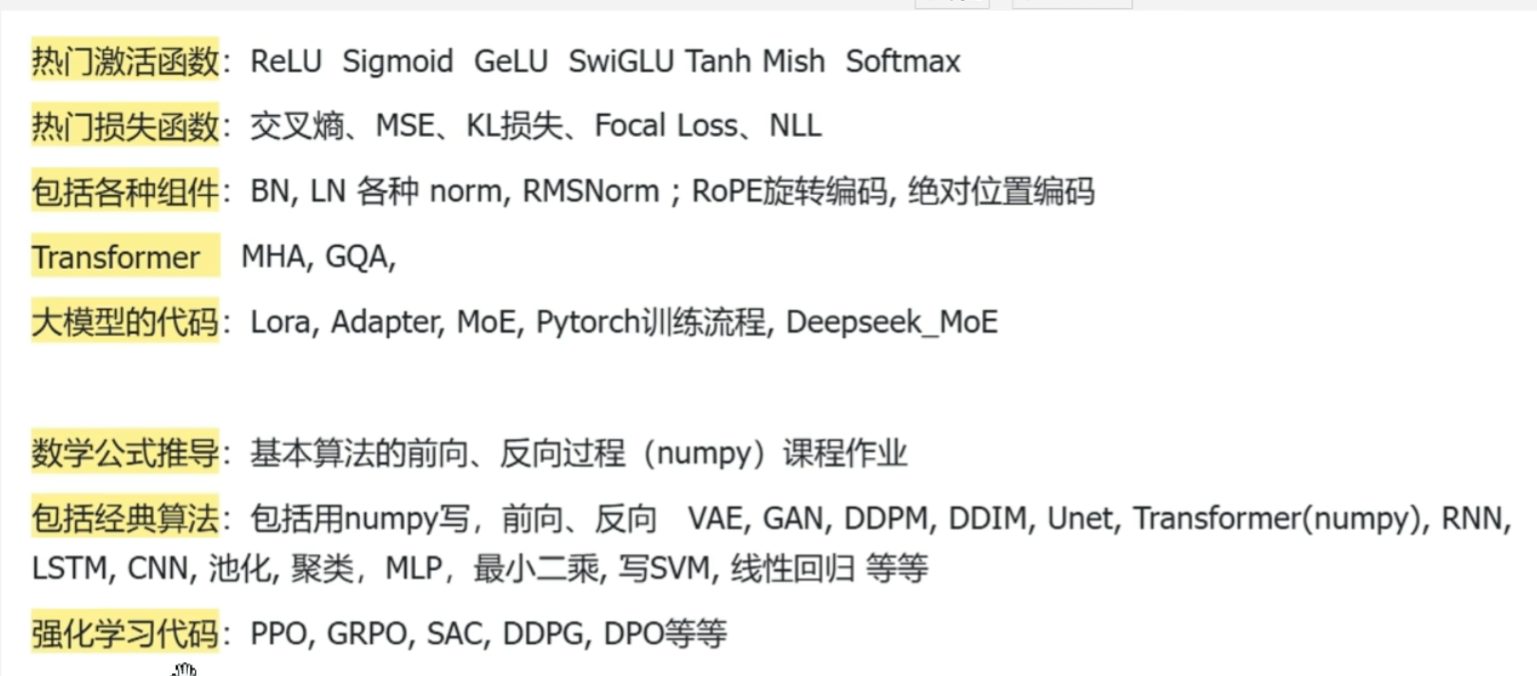 热门激活函数：ReLU Sigmoid GeLU SwiGLU Tanh Mish Softmax
热门损失函数：交叉熵、MSE、KL损失、Focal Loss、NLL
包括各种组件：BN, LN 各种 norm, RMSNorm ; RoPE旋转编码, 绝对位置编码
Transformer MHA, GQA,
大模型的代码：Lora, Adapter, MoE, Pytorch训练流程, Deepseek_MoE
数学公式推导：基本算法的前向、反向过程（numpy）课程作业
包括经典算法：包括用numpy写，前向、反向 VAE, GAN, DDPM, DDIM, Unet, Transformer(numpy), RNN,
LSTM, CNN, 池化, 聚类，MLP，最小二乘, 写SVM, 线性回归 等等
强化学习代码：PPO, GRPO, SAC, DDPG, DPO等等